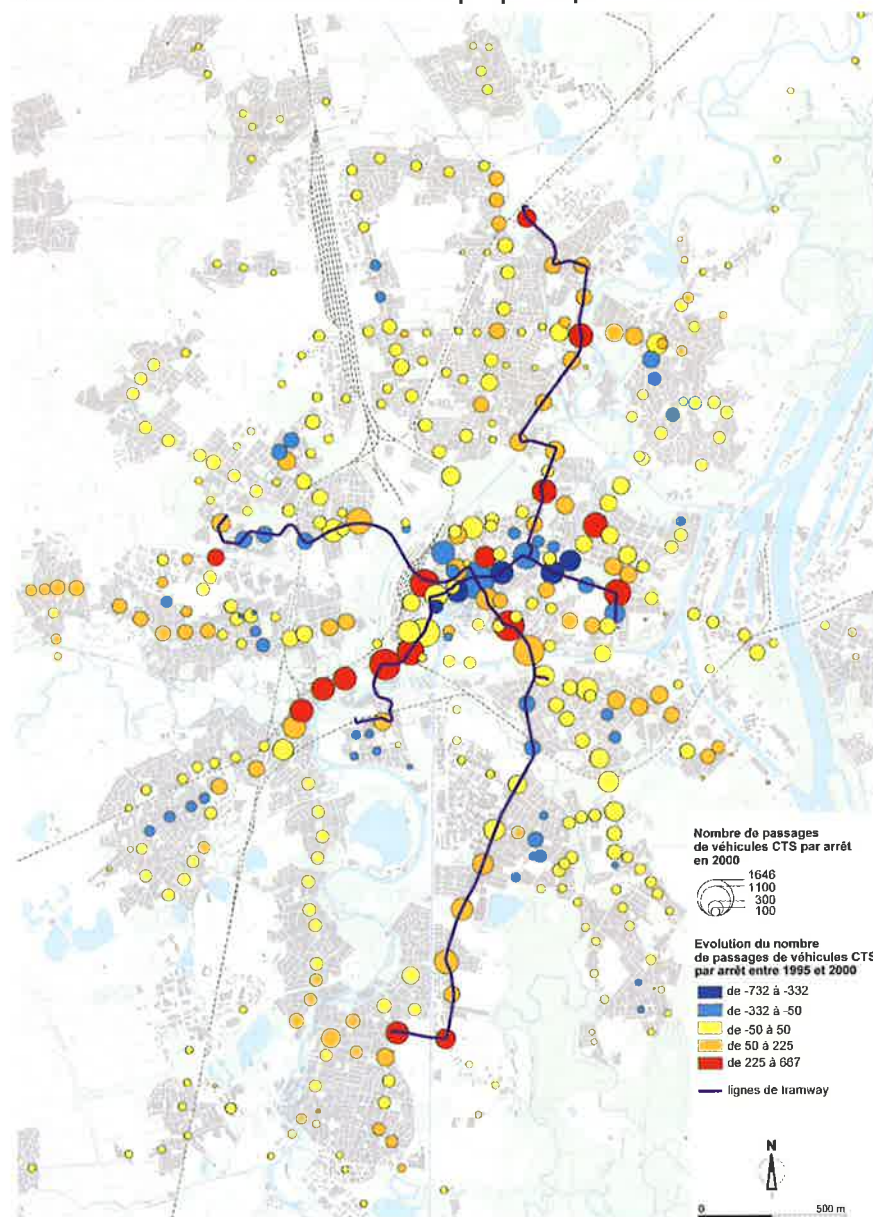 Nombre de passages
de véhicules CTS par arrêt
en 2000
1646
1100
300
100
Evolution du nombre
de passages de véhicules CTS
par arrêt entre 1995 et 2000
de -732 à -332
de -332 à -50
de -50 à 50
de 50 à 225
de 225 à 667
lignes de tramway
N
0 500 m